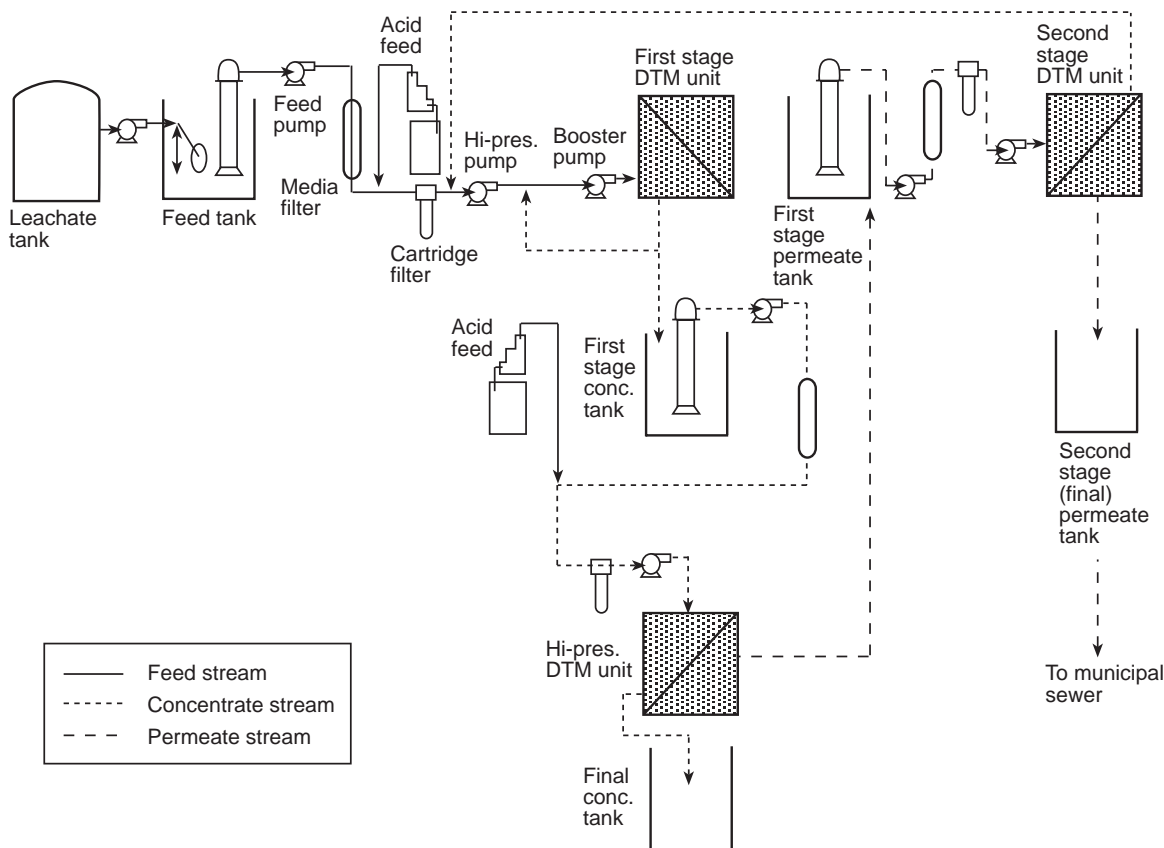 Acid
feed
First stage
DTM unit
Second
stage
DTM unit
Feed
pump
Hi-pres.
pump
Booster
pump
Leachate
tank
Feed tank
Media
filter
Cartridge
filter
First
stage
permeate
tank
Acid
feed
First
stage
conc.
tank
Second
stage
(final)
permeate
tank
Hi-pres.
DTM unit
To municipal
sewer
Feed stream
Concentrate stream
Permeate stream
Final
conc.
tank